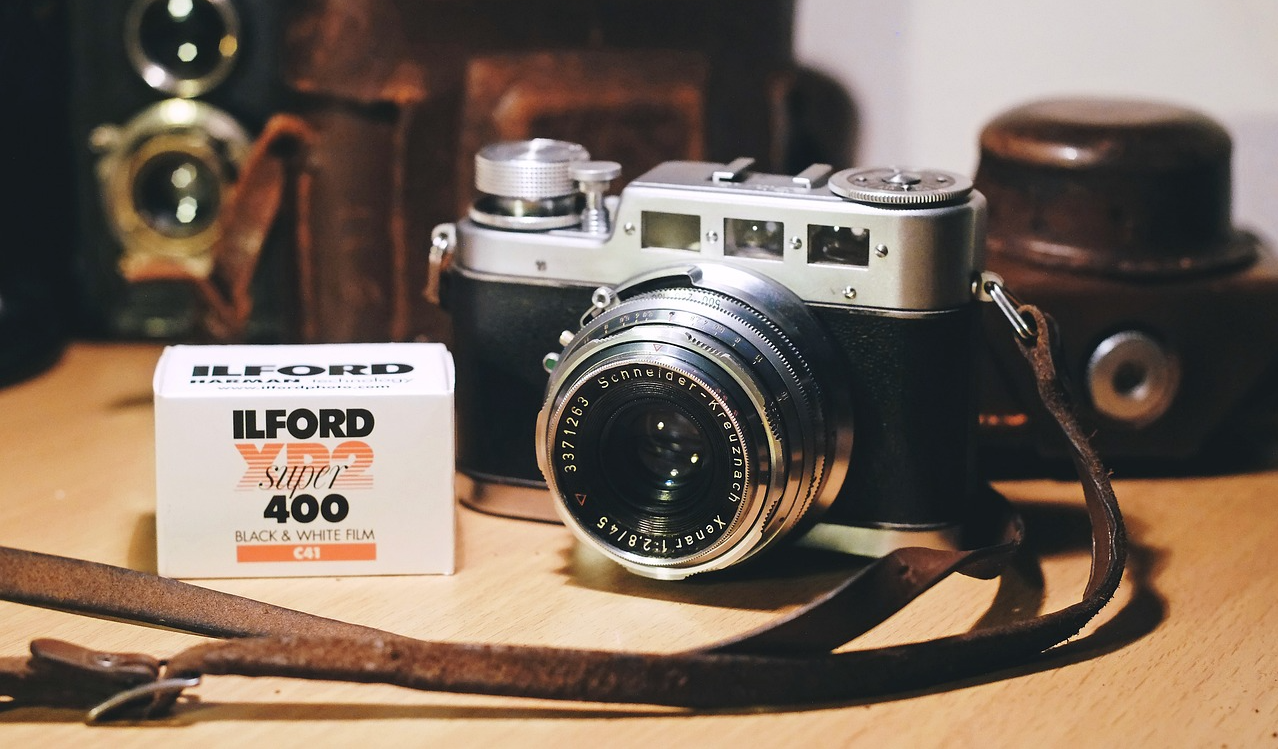 ILFORD
HARMAN technology
www.ilfordphoto.com
ILFORD
XP2
super
400
BLACK & WHITE FILM
C41
Schneider-Kreuznach Xenar 1:2.8/45
3371263